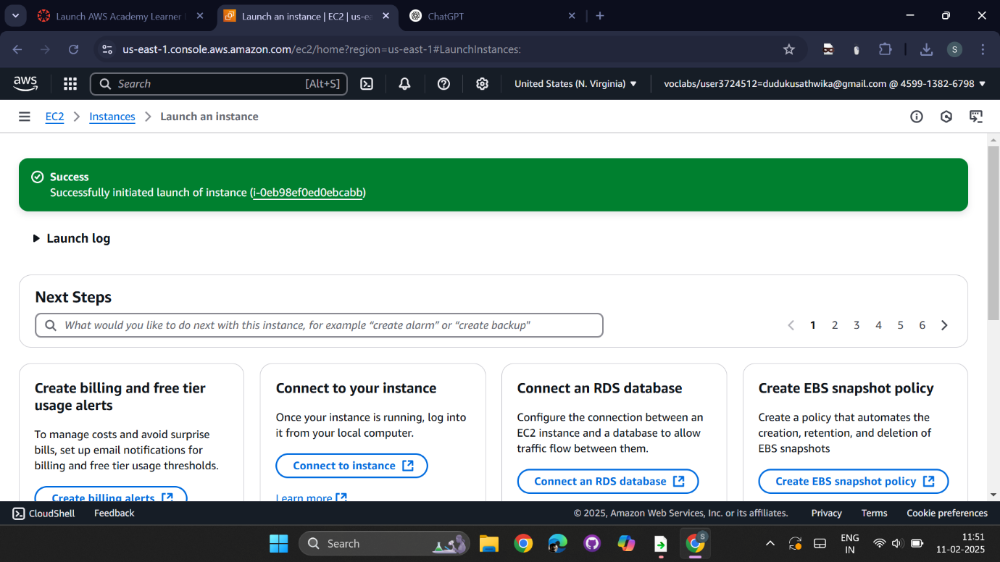 Launch AWS Academy Learner
Launch an instance | EC2 | us-ea
ChatGPT
us-east-1.console.aws.amazon.com/ec2/home?region=us-east-1#LaunchInstances:
S
aws
Search
[Alt+S]
United States (N. Virginia)
voclabs/user3724512=dudukusathwika@gmail.com @ 4599-1382-6798
EC2
Instances
Launch an instance
Success
Successfully initiated launch of instance (i-0eb98ef0ed0ebcabb)
Launch log
Next Steps
What would you like to do next with this instance, for example “create alarm” or “create backup”
1 2 3 4 5 6
Create billing and free tier
usage alerts
To manage costs and avoid surprise
bills, set up email notifications for
billing and free tier usage thresholds.
Create billing alerts
Connect to your instance
Once your instance is running, log into
it from your local computer.
Connect to instance
Learn more
Connect an RDS database
Configure the connection between an
EC2 instance and a database to allow
traffic flow between them.
Connect an RDS database
Create EBS snapshot policy
Create a policy that automates the
creation, retention, and deletion of
EBS snapshots
Create EBS snapshot policy
CloudShell
Feedback
© 2025, Amazon Web Services, Inc. or its affiliates.
Privacy
Terms
Cookie preferences
Search
S
ENG
IN
11:51
11-02-2025